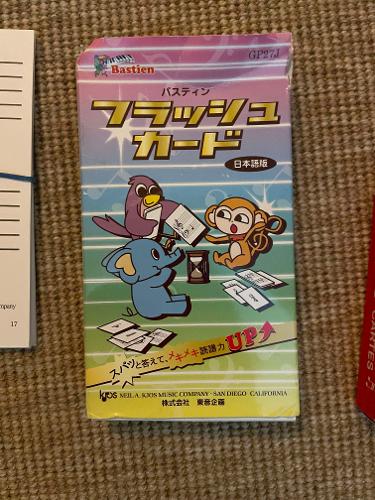 GP27J
Bastien
バスティン
フラッシュ
カード
日本語版
スパッと答えて、メキメキ読譜力UP
kjos NEIL A. KJOS MUSIC COMPANY · SAN DIEGO · CALIFORNIA
株式会社 東音企画
17